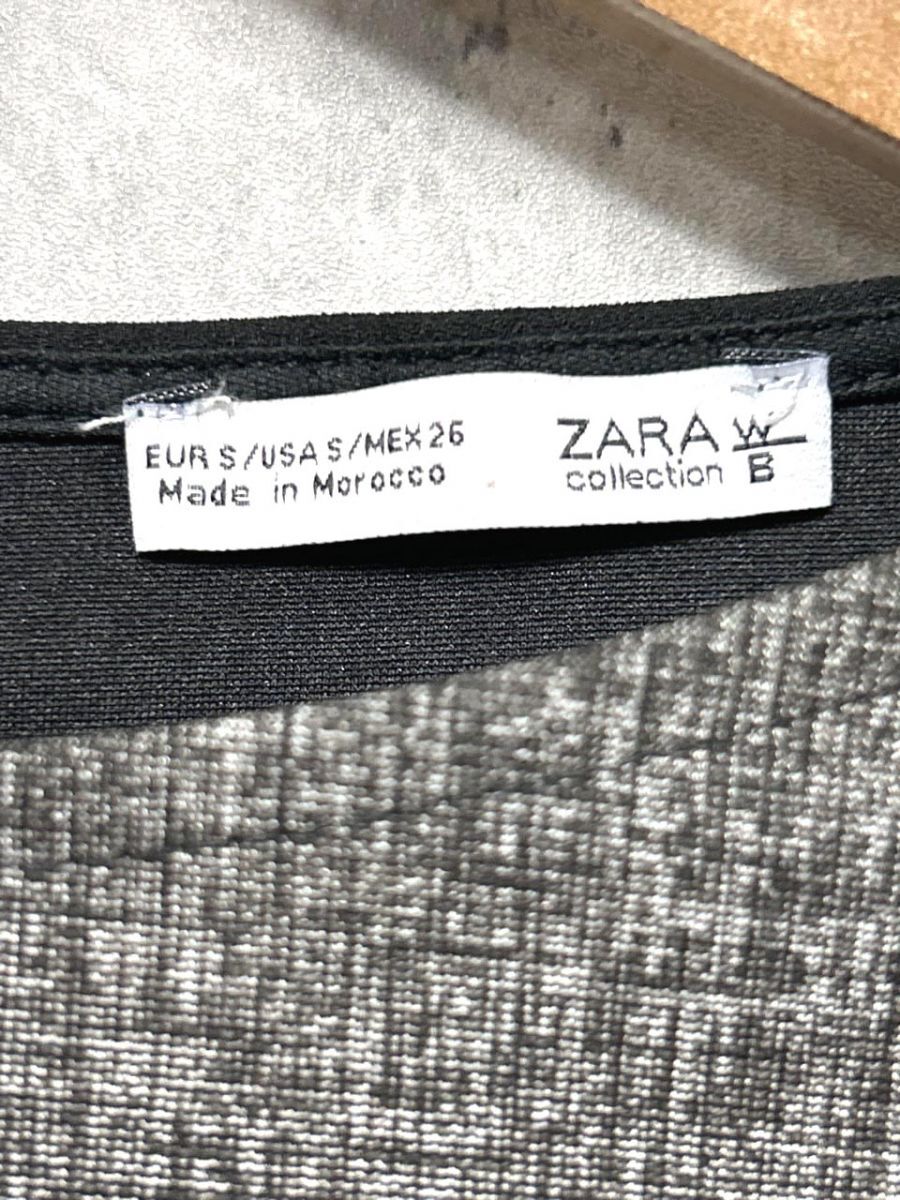 EUR S/USA S/MEX 26
Made in Morocco
ZARA W
collection B